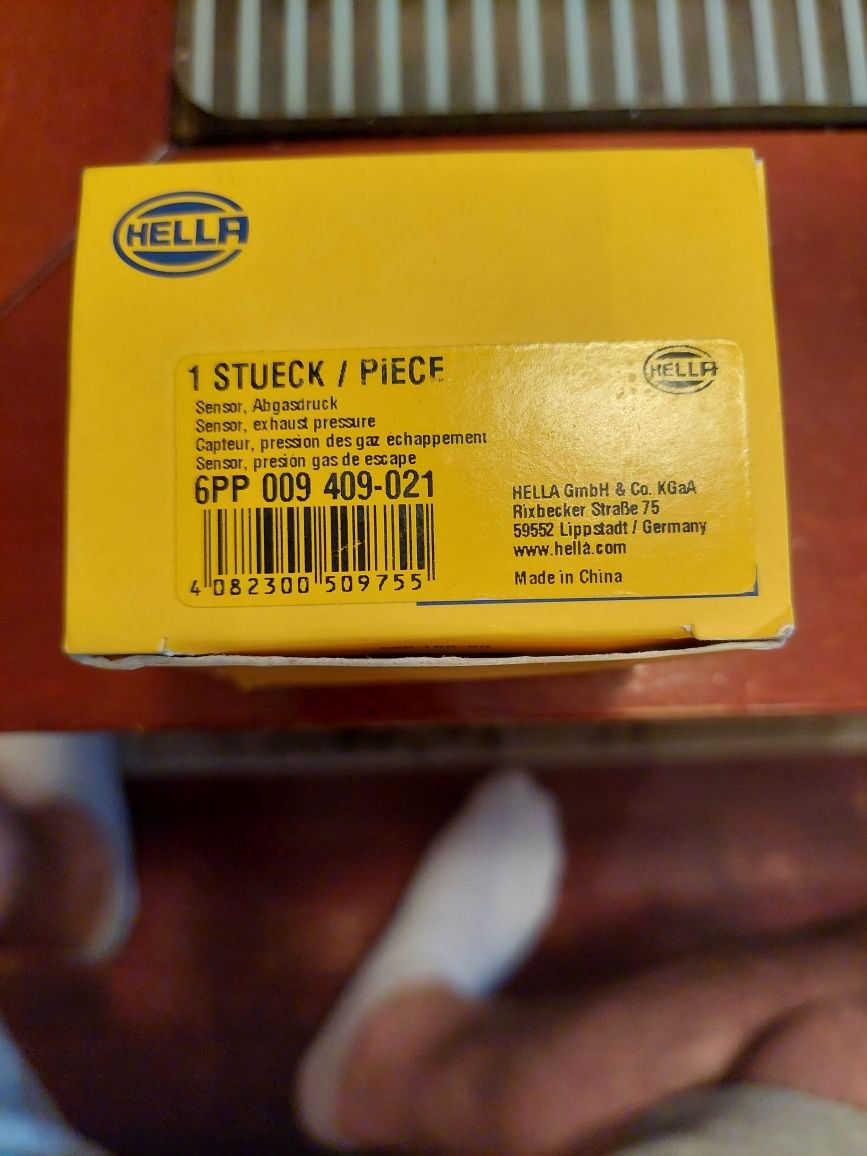 HELLA
1 STUECK / PiECE
HELLA
Sensor, Abgasdruck
Sensor, exhaust pressure
Capteur, pression des gaz echappement
Sensor, presión gas de escape
6PP 009 409-021
4 082300 509755
HELLA GmbH & Co. KGaA
Rixbecker Straße 75
59552 Lippstadt / Germany
www.hella.com
Made in China